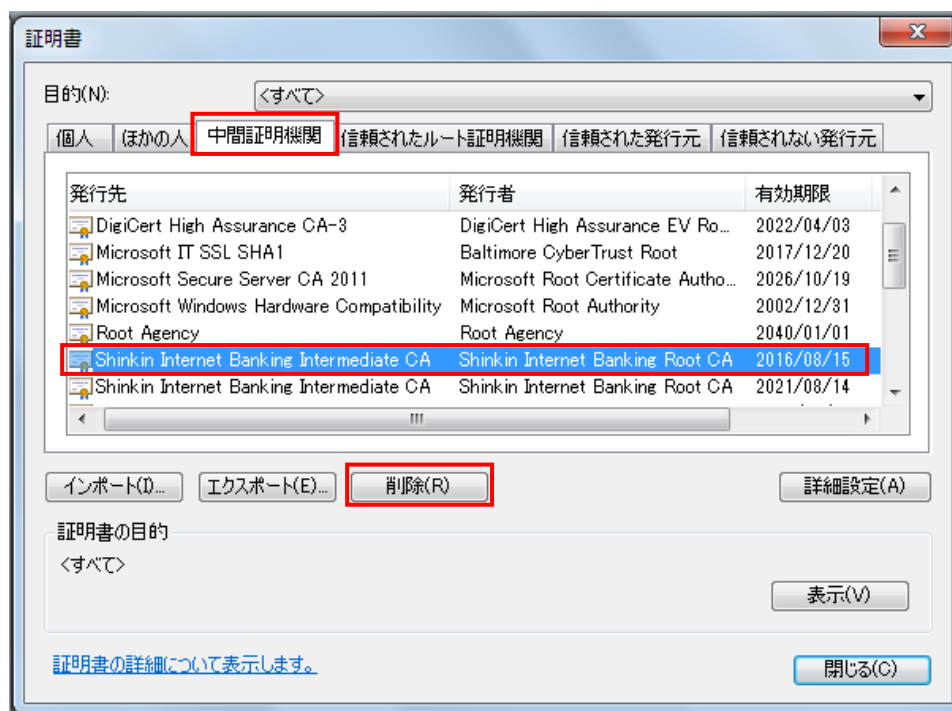 証明書
目的(N): <すべて>
個人 ほかの人 中間証明機関 信頼されたルート証明機関 信頼された発行元 信頼されない発行元
発行先 発行者 有効期限
DigiCert High Assurance CA-3 DigiCert High Assurance EV Ro... 2022/04/03
Microsoft IT SSL SHA1 Baltimore CyberTrust Root 2017/12/20
Microsoft Secure Server CA 2011 Microsoft Root Certificate Autho... 2026/10/19
Microsoft Windows Hardware Compatibility Microsoft Root Authority 2002/12/31
Root Agency Root Agency 2040/01/01
Shinkin Internet Banking Intermediate CA Shinkin Internet Banking Root CA 2016/08/15
Shinkin Internet Banking Intermediate CA Shinkin Internet Banking Root CA 2021/08/14
インポート(I)... エクスポート(E)... 削除(R) 詳細設定(A)
証明書の目的
<すべて>
表示(V)
証明書の詳細について表示します。
閉じる(C)